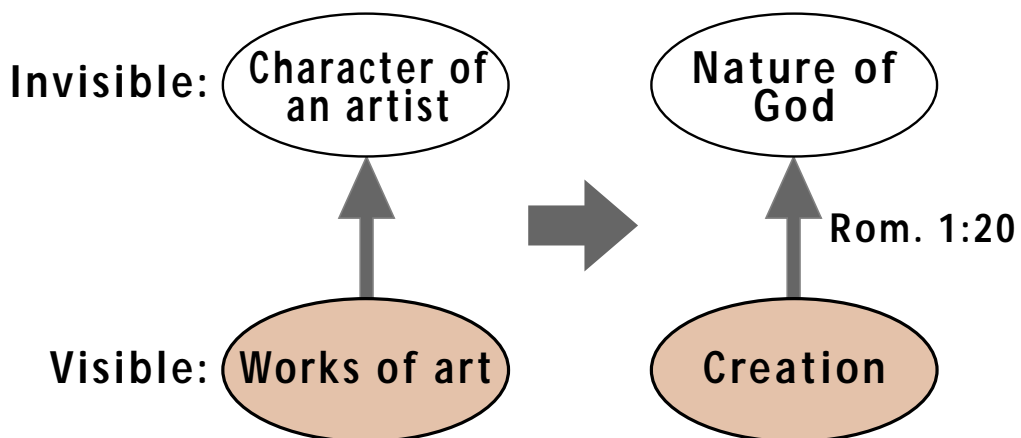 Invisible:
Character of
an artist
Nature of
God
Rom. 1:20
Visible:
Works of art
Creation